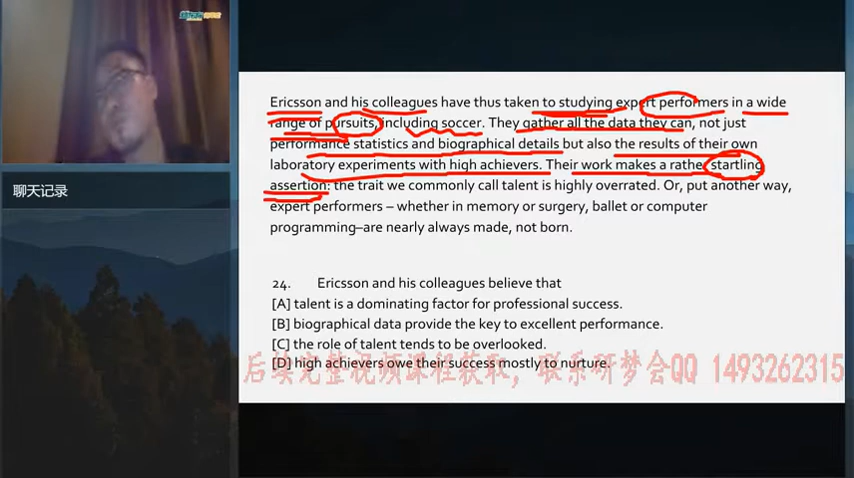 聊天记录
Ericsson and his colleagues have thus taken to studying expert performers in a wide
range of pursuits, including soccer. They gather all the data they can, not just
performance statistics and biographical details but also the results of their own
laboratory experiments with high achievers. Their work makes a rather startling
assertion: the trait we commonly call talent is highly overrated. Or, put another way,
expert performers – whether in memory or surgery, ballet or computer
programming–are nearly always made, not born.
24. Ericsson and his colleagues believe that
[A] talent is a dominating factor for professional success.
[B] biographical data provide the key to excellent performance.
[C] the role of talent tends to be overlooked.
[D] high achievers owe their success mostly to nurture.
后续完整视频课程获取，联系研梦会QQ 1493262315